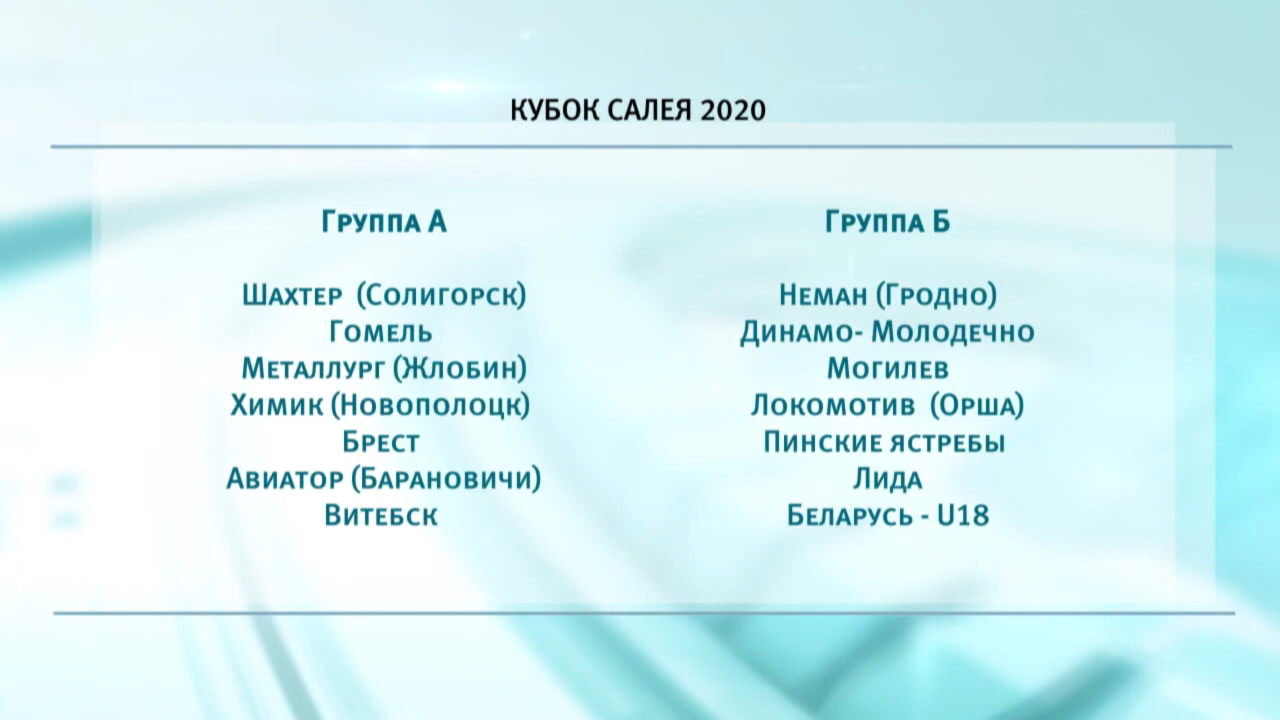 КУБОК САЛЕЯ 2020
Группа А
Шахтер (Солигорск)
Гомель
Металлург (Жлобин)
Химик (Новополоцк)
Брест
Авиатор (Барановичи)
Витебск
Группа Б
Неман (Гродно)
Динамо- Молодечно
Могилев
Локомотив (Орша)
Пинские ястребы
Лида
Беларусь - U18